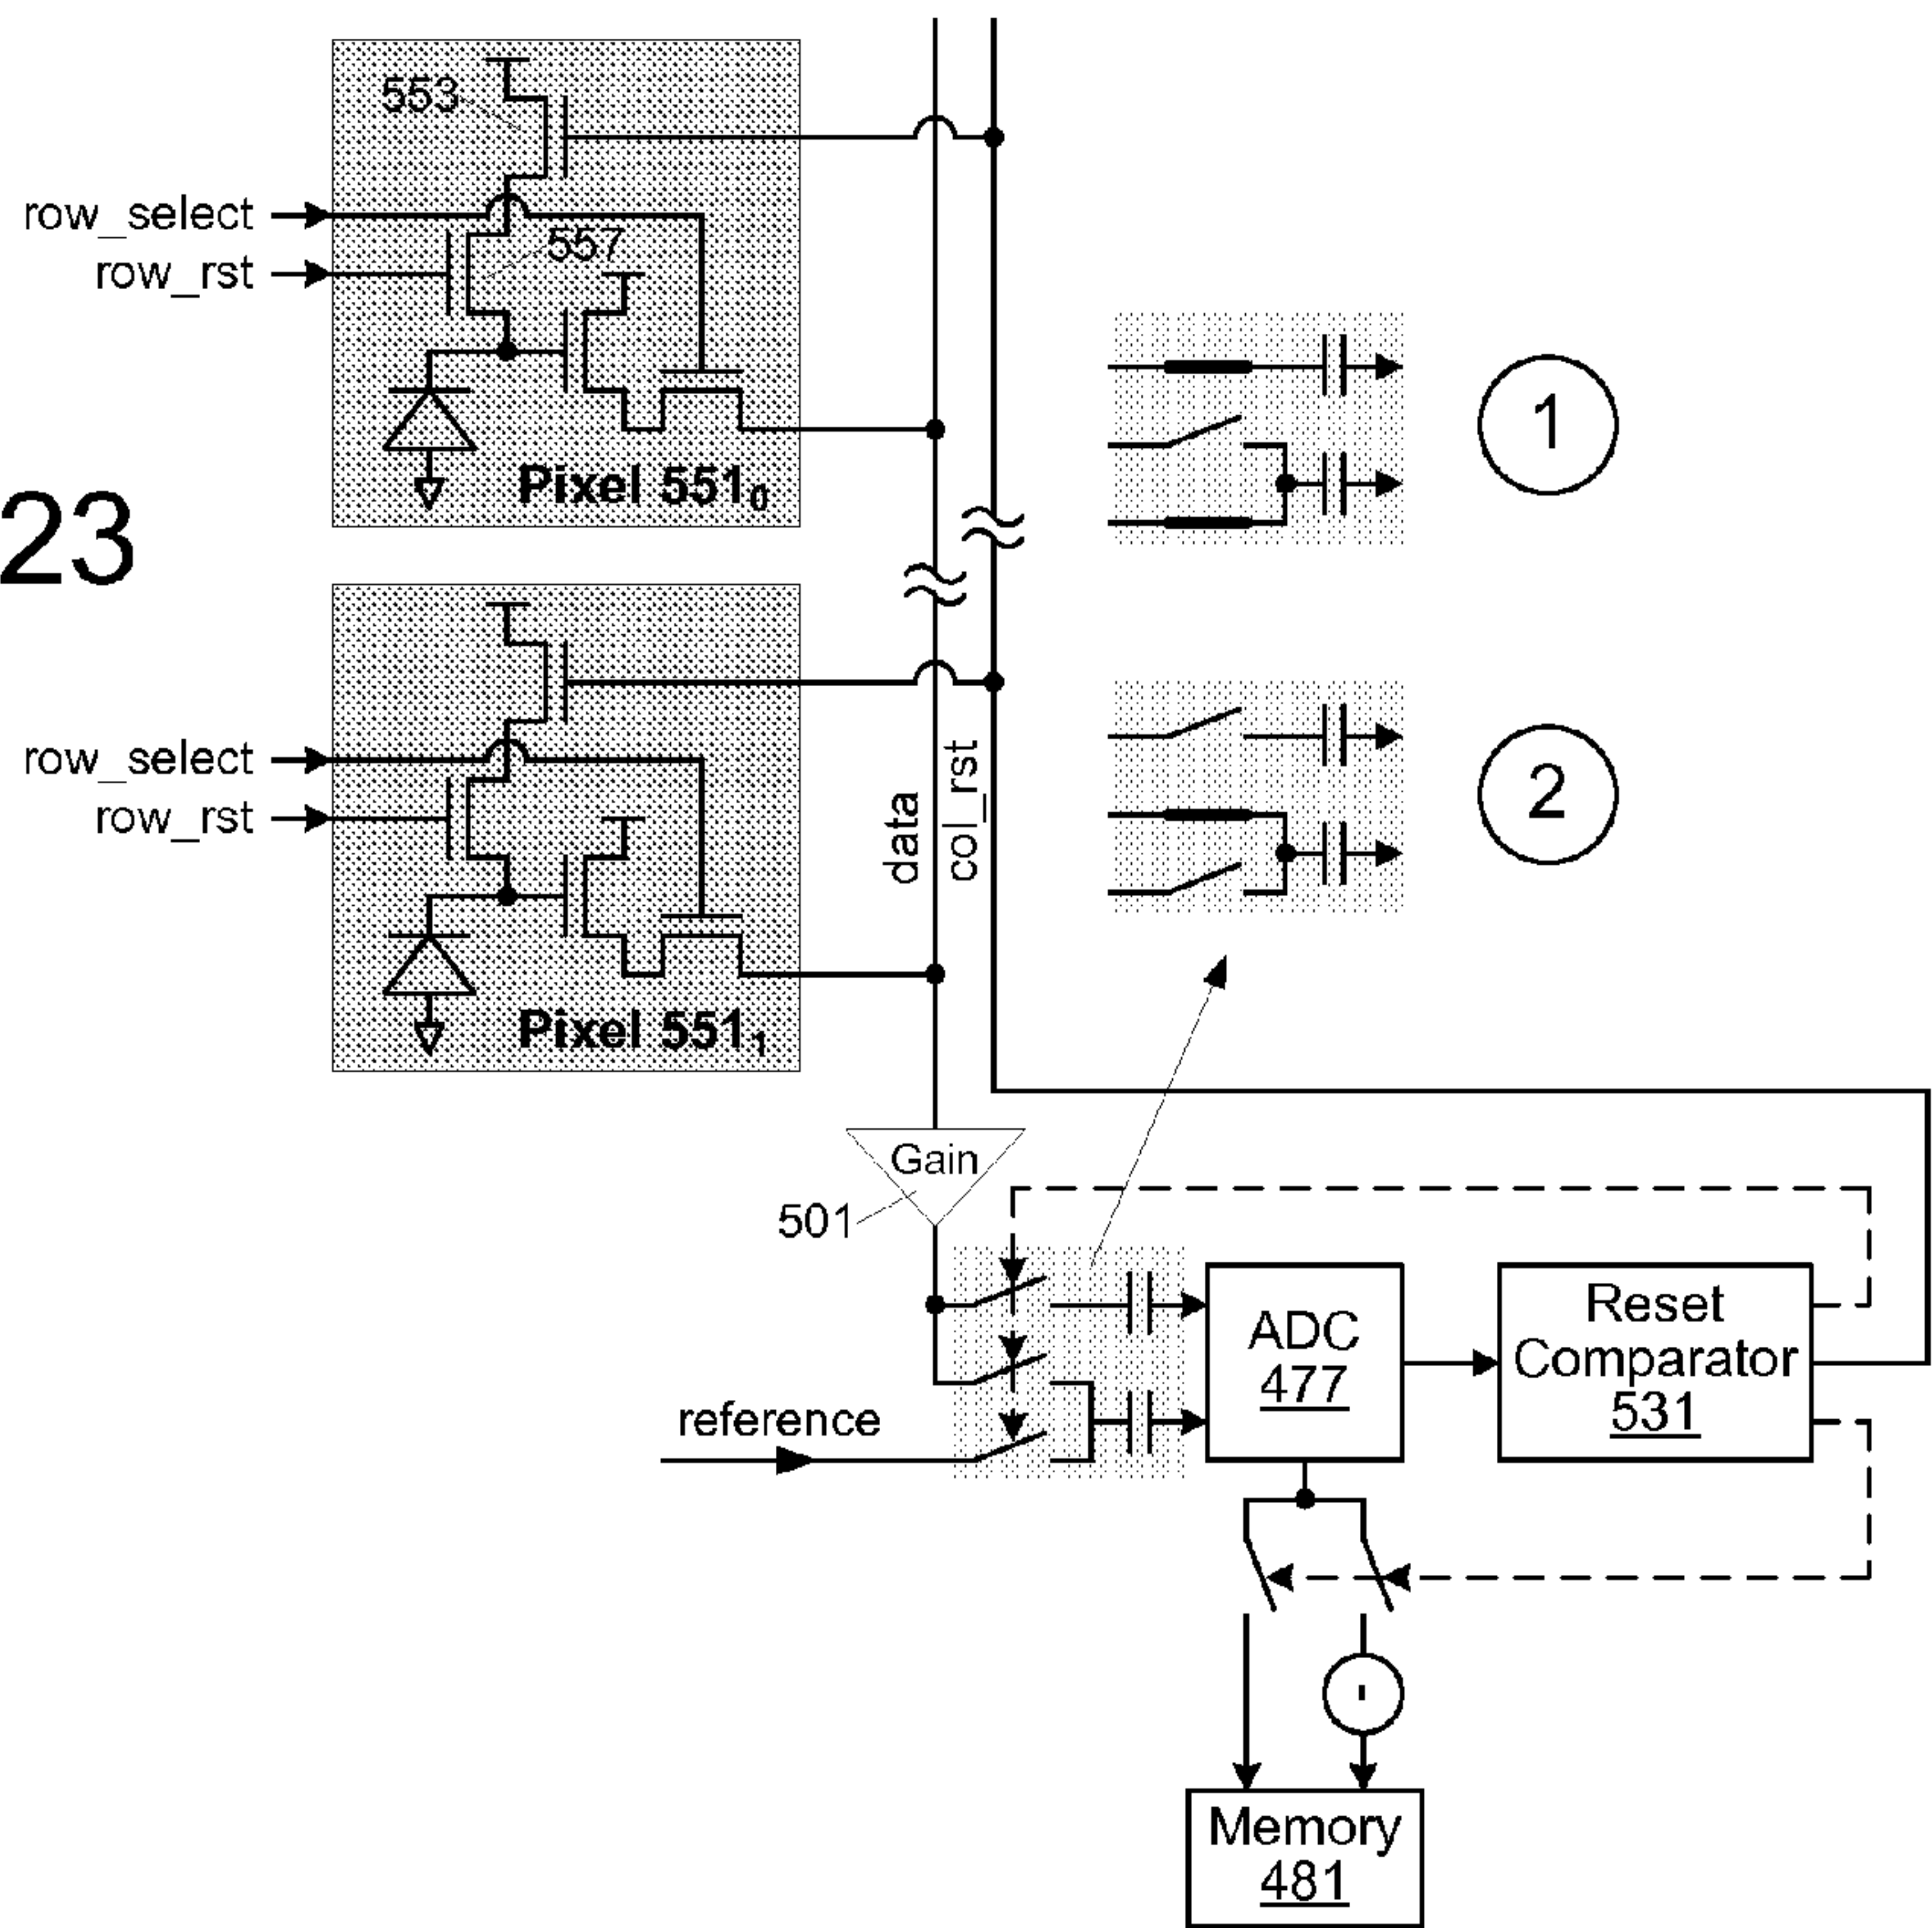 553
row_select
557
row_rst
1
Pixel 551₀
23
row_select
row_rst
data
col_rst
2
Pixel 551₁
Gain
501
reference
ADC
477
Reset
Comparator
531
-
Memory
481